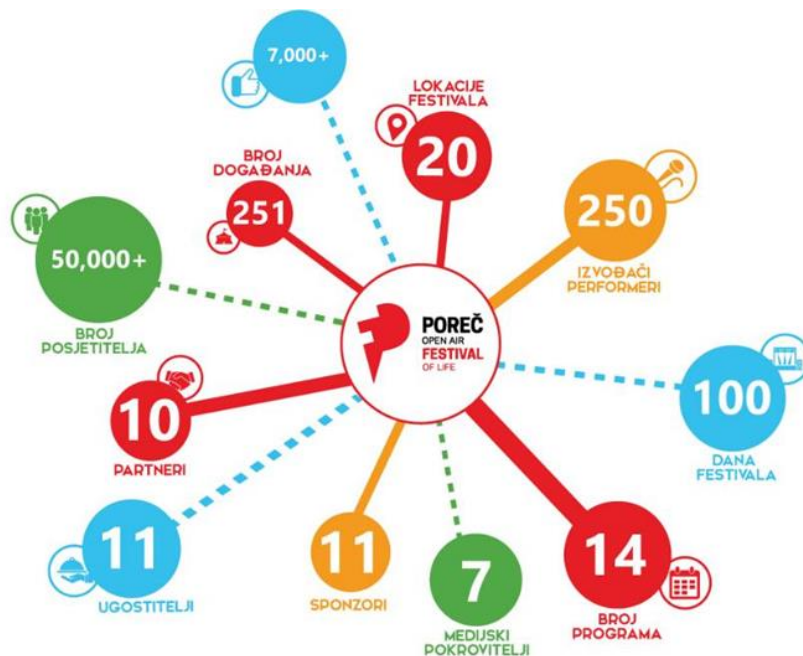 7,000+
LOKACIJE
FESTIVALA
20
BROJ
DOGAĐANJA
251
250
IZVOĐAČI
PERFORMERI
50,000+
BROJ
POSJETITELJA
POREČ
OPEN AIR
FESTIVAL
OF LIFE
100
DANA
FESTIVALA
10
PARTNERI
11
UGOSTITELJI
11
SPONZORI
7
MEDIJSKI
POKROVITELJI
14
BROJ
PROGRAMA